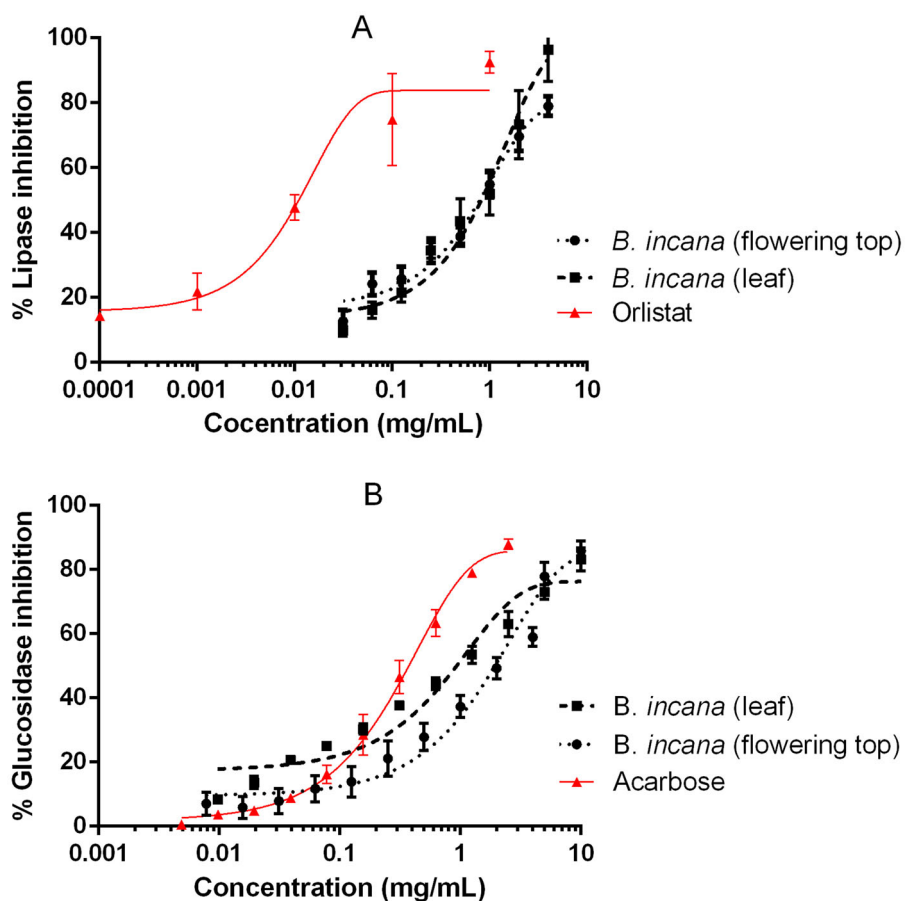 A
100
80
60
40
20
0
% Lipase inhibition
0.0001 0.001 0.01 0.1 1 10
Cocentration (mg/mL)
B. incana (flowering top)
B. incana (leaf)
Orlistat
B
100
80
60
40
20
0
% Glucosidase inhibition
0.001 0.01 0.1 1 10
Concentration (mg/mL)
B. incana (leaf)
B. incana (flowering top)
Acarbose